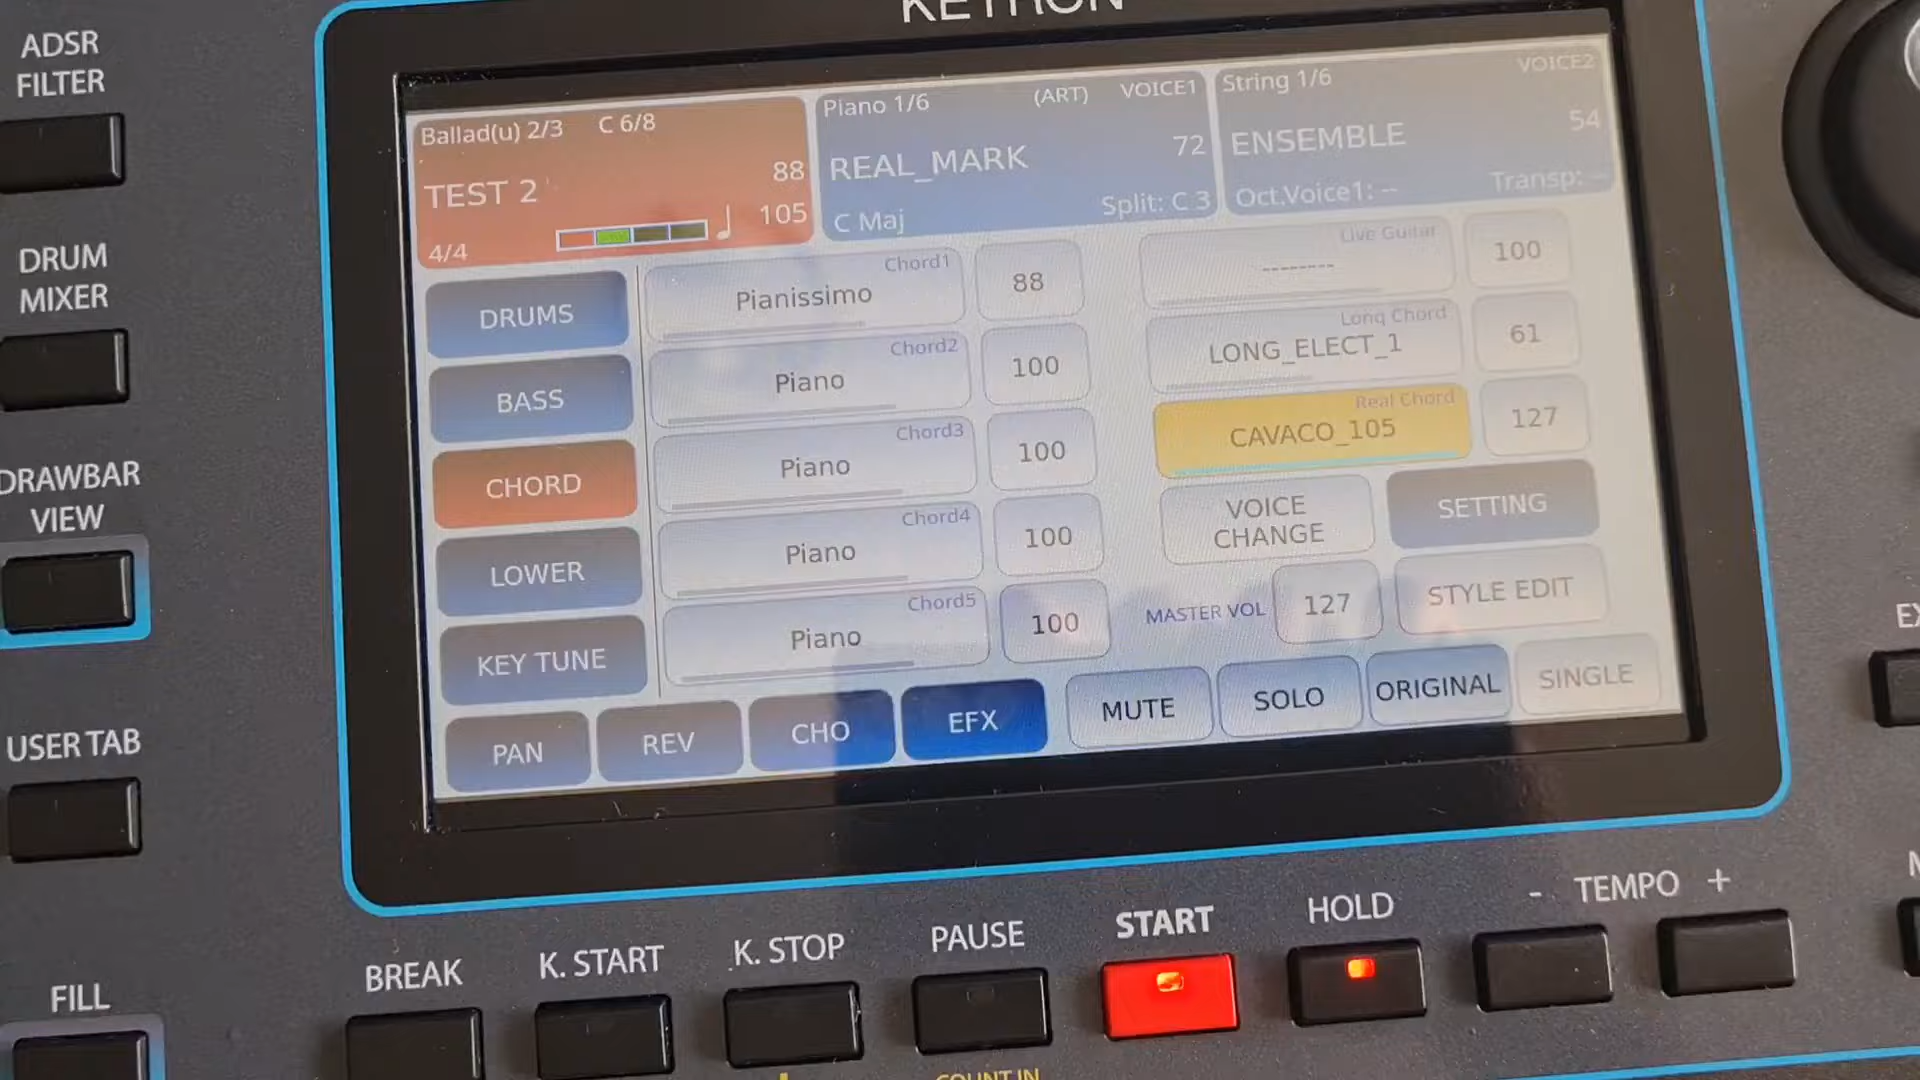 KETRON
ADSR
FILTER
DRUM
MIXER
DRAWBAR
VIEW
USER TAB
FILL
Ballad(u) 2/3 C 6/8
TEST 2 88
105
4/4
Piano 1/6 (ART) VOICE1
REAL_MARK 72
C Maj Split: C 3
String 1/6 VOICE2
ENSEMBLE 54
Oct.Voice1: -- Transp: --
DRUMS
BASS
CHORD
LOWER
KEY TUNE
Chord1
Pianissimo 88
Chord2
Piano 100
Chord3
Piano 100
Chord4
Piano 100
Chord5
Piano 100
Live Guitar
-------- 100
Long Chord
LONG_ELECT_1 61
Real Chord
CAVACO_105 127
VOICE
CHANGE
SETTING
MASTER VOL 127 STYLE EDIT
PAN REV CHO EFX MUTE SOLO ORIGINAL SINGLE
BREAK K. START K. STOP PAUSE START HOLD - TEMPO +
COUNT IN